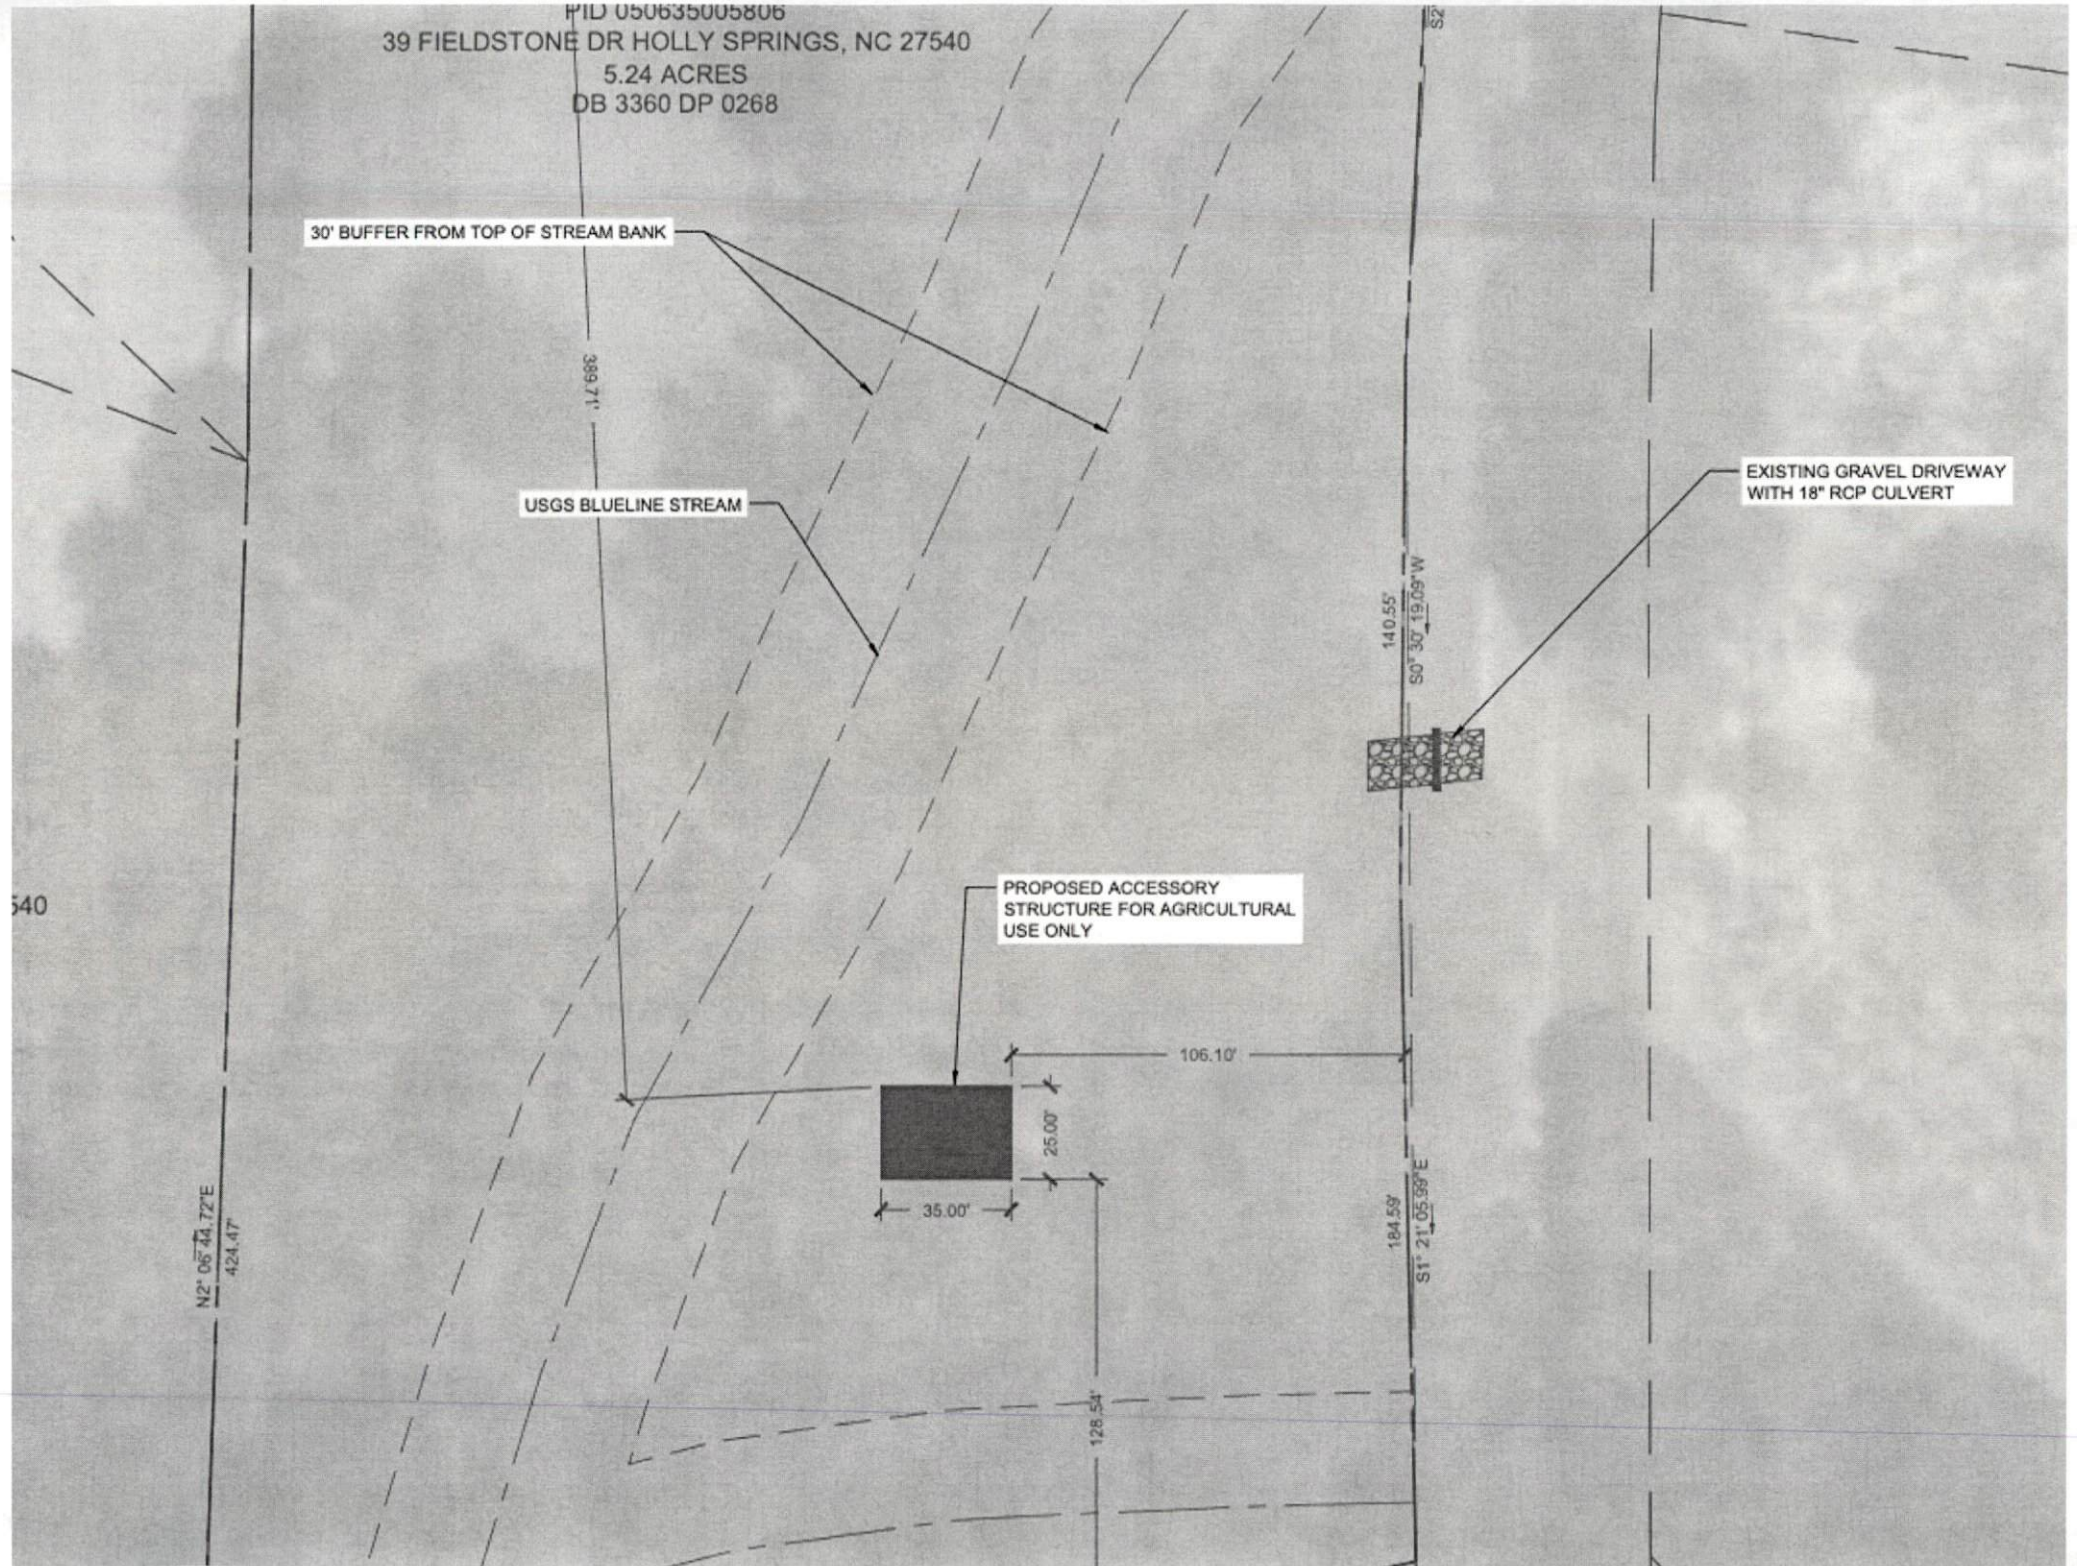 PID 050635005806
39 FIELDSTONE DR HOLLY SPRINGS, NC 27540
5.24 ACRES
DB 3360 DP 0268
S2°
30' BUFFER FROM TOP OF STREAM BANK
389.71'
USGS BLUELINE STREAM
EXISTING GRAVEL DRIVEWAY
WITH 18" RCP CULVERT
140.55'
S0° 30' 19.09"W
540
PROPOSED ACCESSORY
STRUCTURE FOR AGRICULTURAL
USE ONLY
106.10'
25.00'
35.00'
N2° 06' 44.72"E
424.47'
184.59'
S1° 21' 05.99"E
128.54'